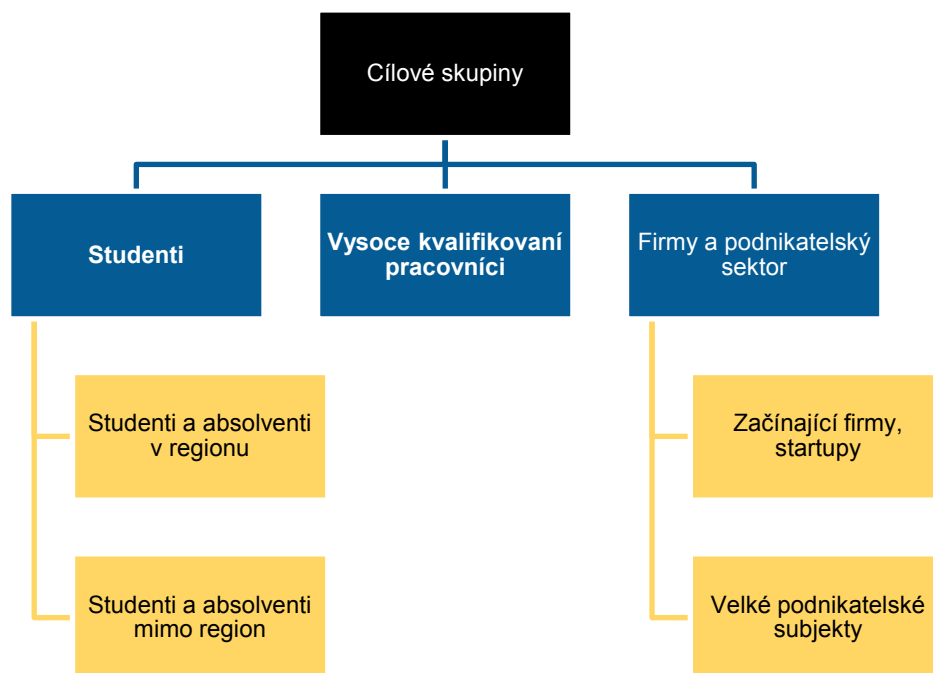 Cílové skupiny
Studenti
Vysoce kvalifikovaní
pracovníci
Firmy a podnikatelský
sektor
Studenti a absolventi
v regionu
Začínající firmy,
startupy
Studenti a absolventi
mimo region
Velké podnikatelské
subjekty